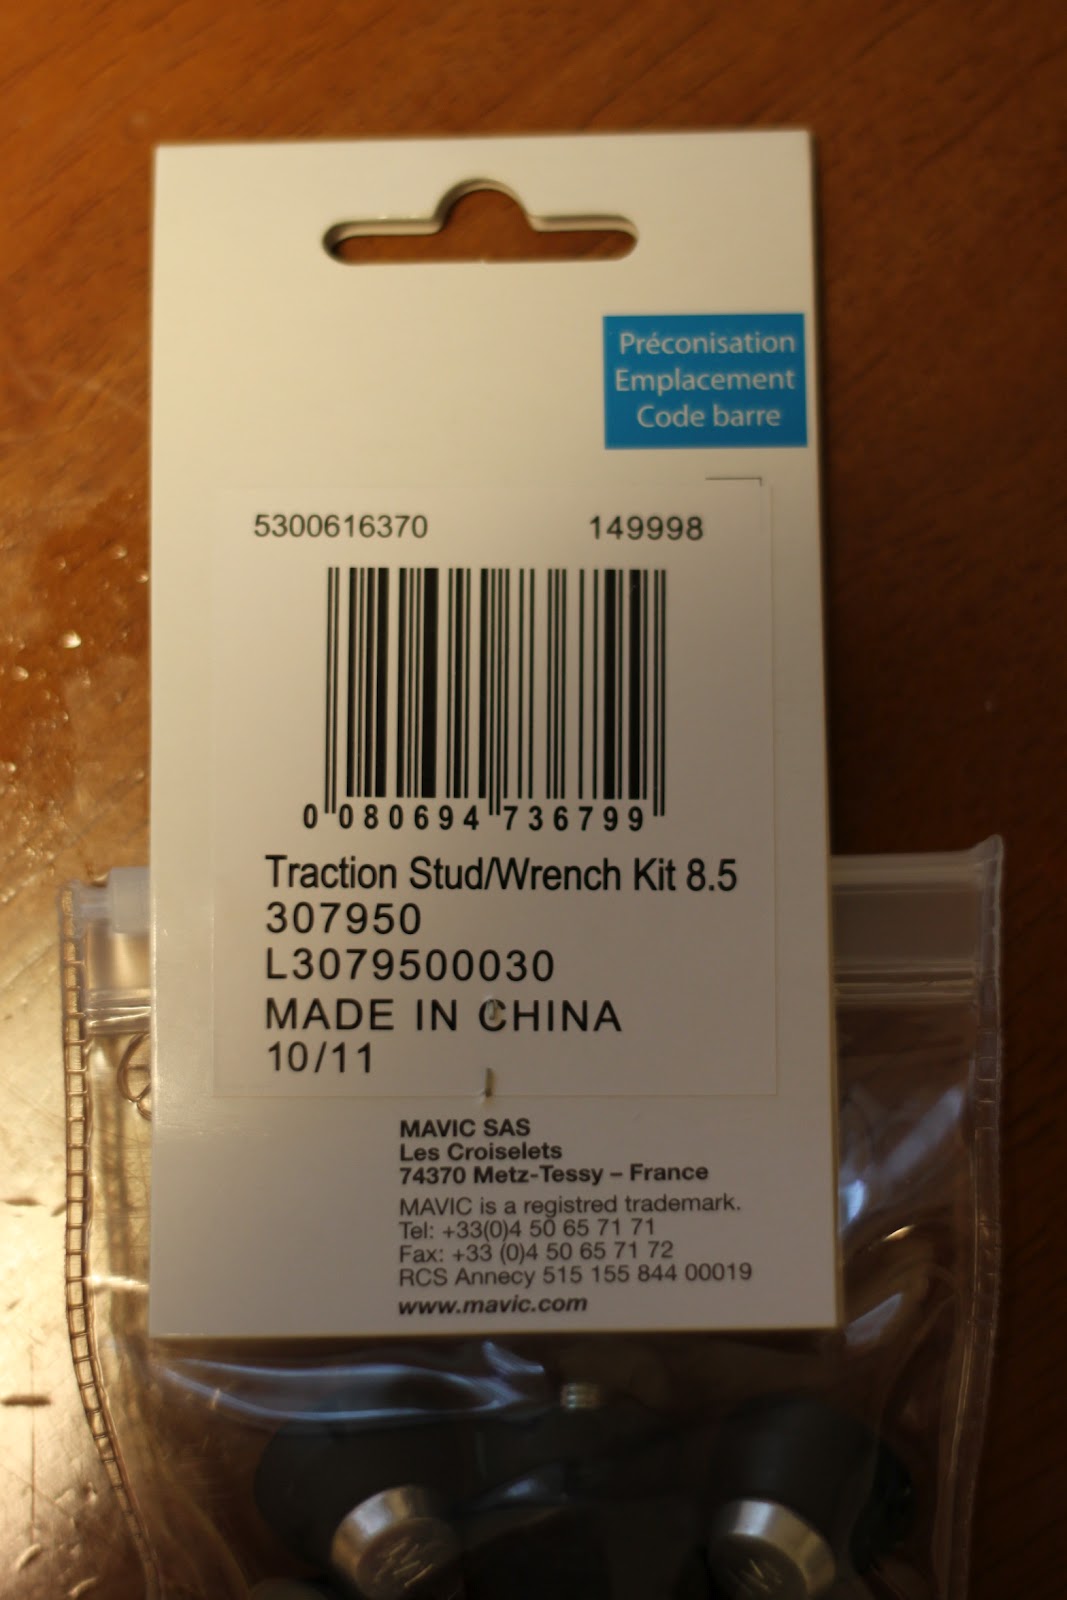 Préconisation
Emplacement
Code barre
5300616370 149998
0 080694 736799
Traction Stud/Wrench Kit 8.5
307950
L3079500030
MADE IN CHINA
10/11
MAVIC SAS
Les Croiselets
74370 Metz-Tessy – France
MAVIC is a registred trademark.
Tel: +33(0)4 50 65 71 71
Fax: +33 (0)4 50 65 71 72
RCS Annecy 515 155 844 00019
www.mavic.com